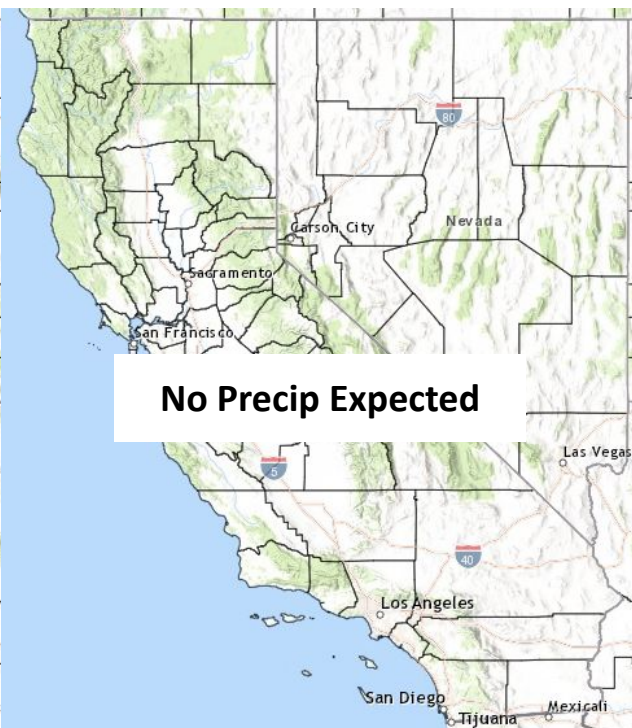 80
Nevada
Carson City
Sacramento
San Francisco
No Precip Expected
Las Vegas
5
40
Los Angeles
San Diego
Tijuana
Mexicali